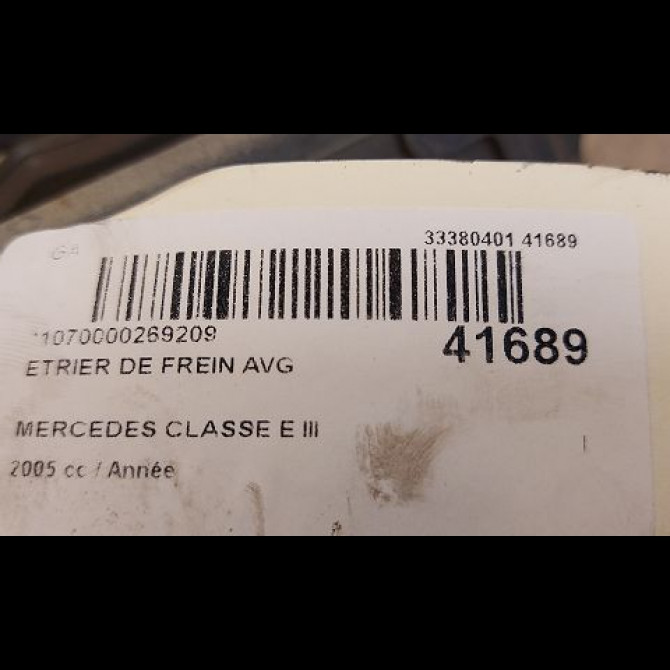 33380401 41689
*1070000269209
41689
ETRIER DE FREIN AVG
MERCEDES CLASSE E III
2005 cc / Année